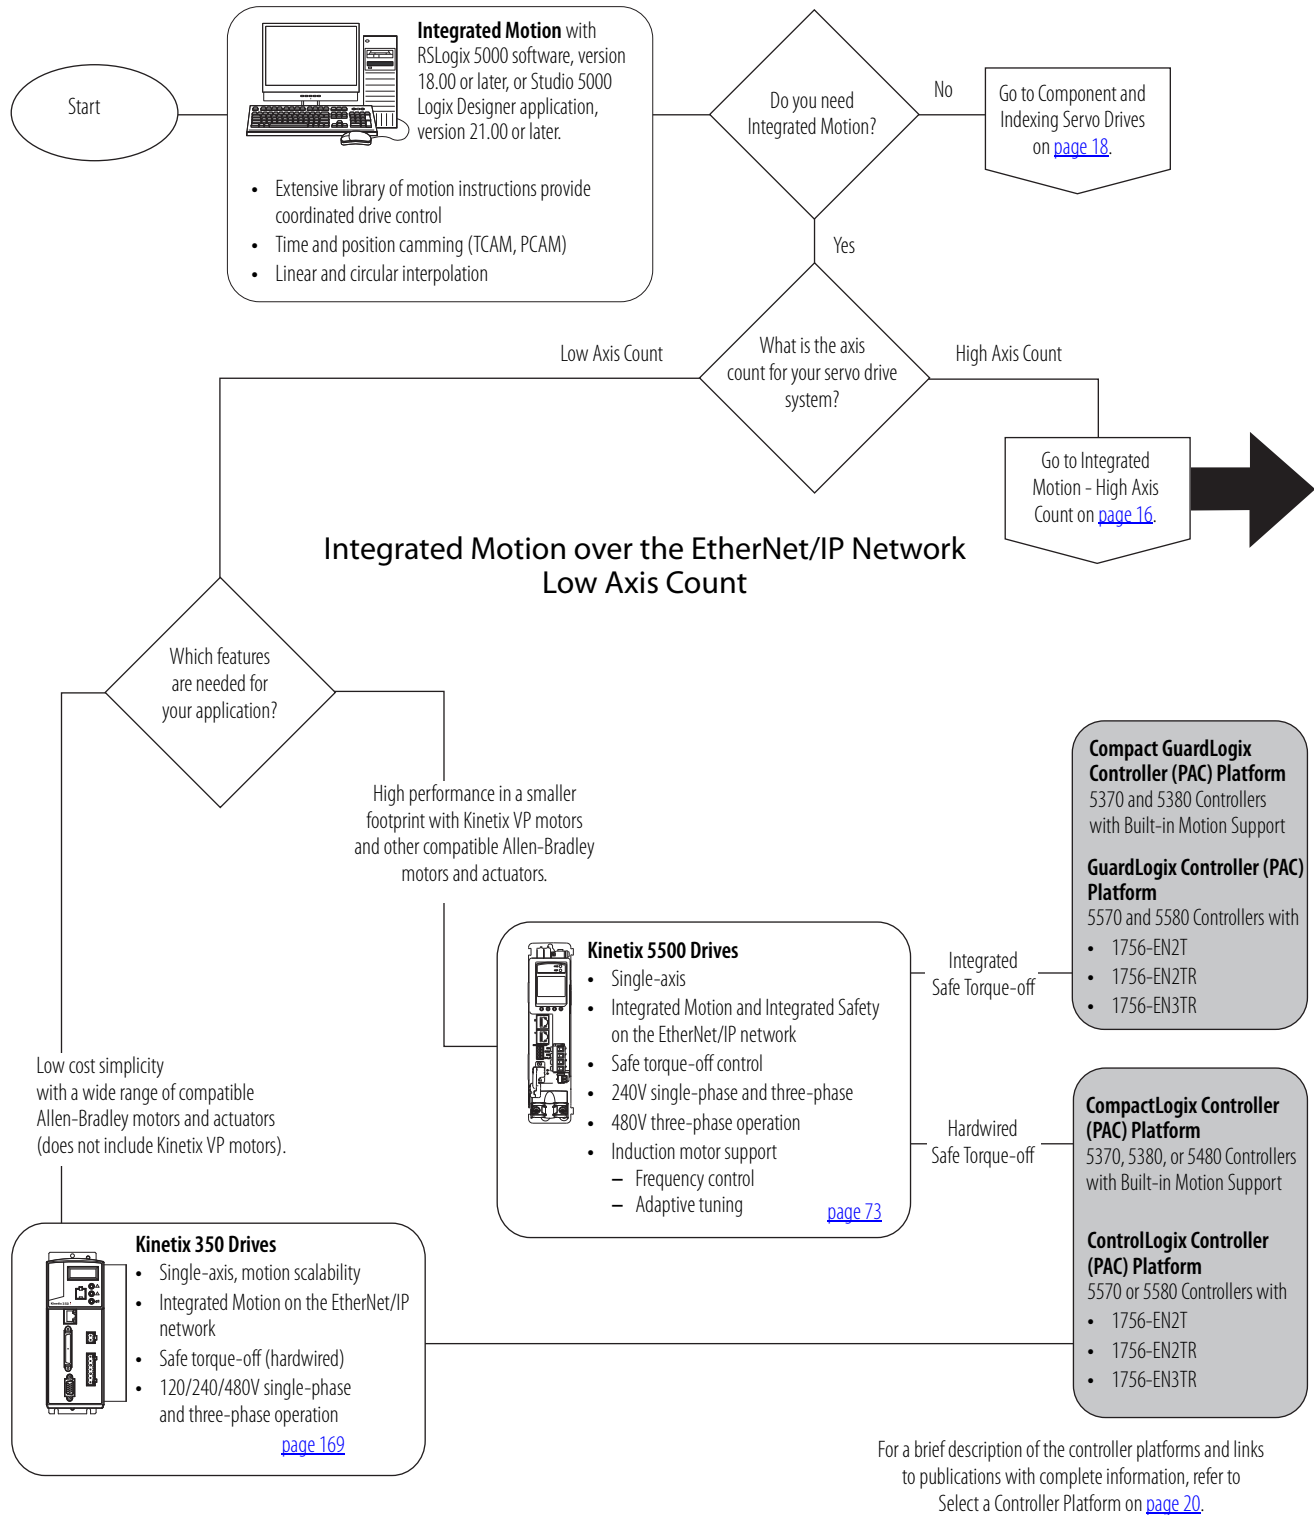 Start
Integrated Motion with
RSLogix 5000 software, version
18.00 or later, or Studio 5000
Logix Designer application,
version 21.00 or later.
• Extensive library of motion instructions provide
coordinated drive control
• Time and position camming (TCAM, PCAM)
• Linear and circular interpolation
Do you need
Integrated Motion?
No
Go to Component and
Indexing Servo Drives
on page 18.
Yes
What is the axis
count for your servo drive
system?
Low Axis Count
High Axis Count
Go to Integrated
Motion - High Axis
Count on page 16.
Integrated Motion over the EtherNet/IP Network
Low Axis Count
Which features
are needed for
your application?
High performance in a smaller
footprint with Kinetix VP motors
and other compatible Allen-Bradley
motors and actuators.
Kinetix 5500 Drives
• Single-axis
• Integrated Motion and Integrated Safety
on the EtherNet/IP network
• Safe torque-off control
• 240V single-phase and three-phase
• 480V three-phase operation
• Induction motor support
– Frequency control
– Adaptive tuning
page 73
Integrated
Safe Torque-off
Compact GuardLogix
Controller (PAC) Platform
5370 and 5380 Controllers
with Built-in Motion Support
GuardLogix Controller (PAC)
Platform
5570 and 5580 Controllers with
• 1756-EN2T
• 1756-EN2TR
• 1756-EN3TR
Hardwired
Safe Torque-off
CompactLogix Controller
(PAC) Platform
5370, 5380, or 5480 Controllers
with Built-in Motion Support
ControlLogix Controller
(PAC) Platform
5570 or 5580 Controllers with
• 1756-EN2T
• 1756-EN2TR
• 1756-EN3TR
Low cost simplicity
with a wide range of compatible
Allen-Bradley motors and actuators
(does not include Kinetix VP motors).
Kinetix 350 Drives
• Single-axis, motion scalability
• Integrated Motion on the EtherNet/IP
network
• Safe torque-off (hardwired)
• 120/240/480V single-phase
and three-phase operation
page 169
For a brief description of the controller platforms and links
to publications with complete information, refer to
Select a Controller Platform on page 20.